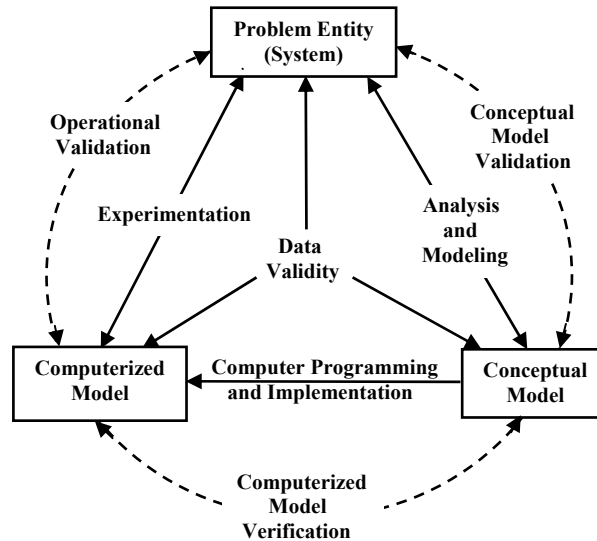 Problem Entity
(System)
Operational
Validation
Conceptual
Model
Validation
Experimentation
Analysis
and
Modeling
Data
Validity
Computerized
Model
Computer Programming
and Implementation
Conceptual
Model
Computerized
Model
Verification